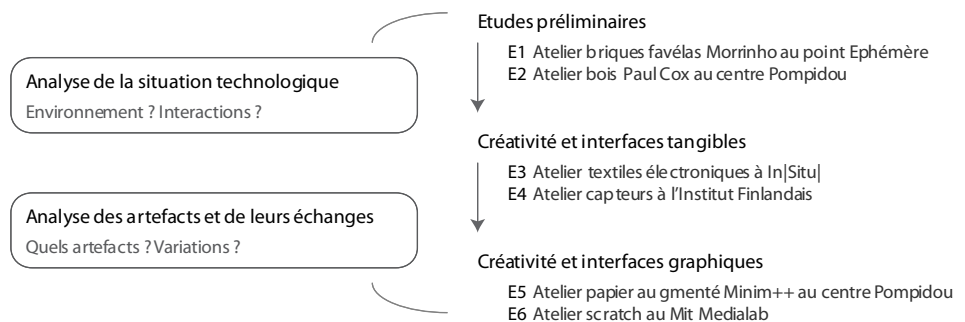 Etudes préliminaires
E1 Atelier briques favélas Morrinho au point Ephémère
E2 Atelier bois Paul Cox au centre Pompidou
Analyse de la situation technologique
Environnement ? Interactions ?
Créativité et interfaces tangibles
E3 Atelier textiles électroniques à In|Situ|
E4 Atelier capteurs à l'Institut Finlandais
Analyse des artefacts et de leurs échanges
Quels artefacts ? Variations ?
Créativité et interfaces graphiques
E5 Atelier papier augmenté Minim++ au centre Pompidou
E6 Atelier scratch au Mit Medialab